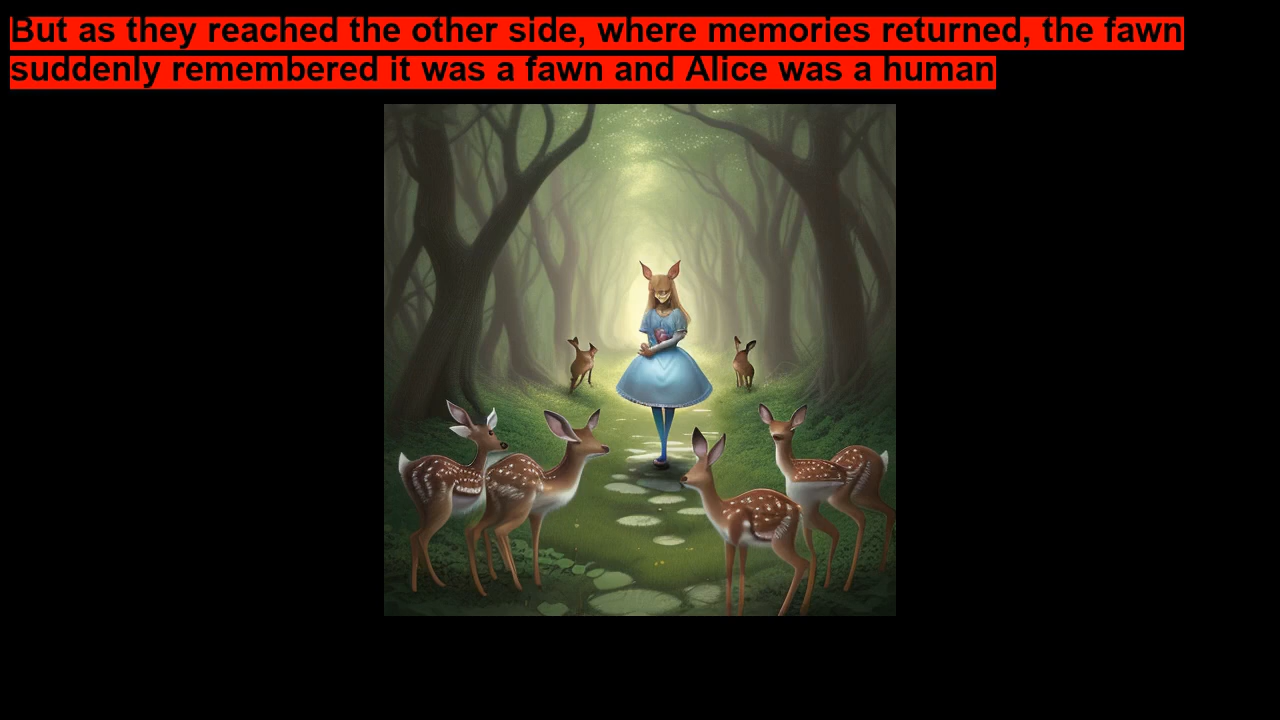 But as they reached the other side, where memories returned, the fawn
suddenly remembered it was a fawn and Alice was a human